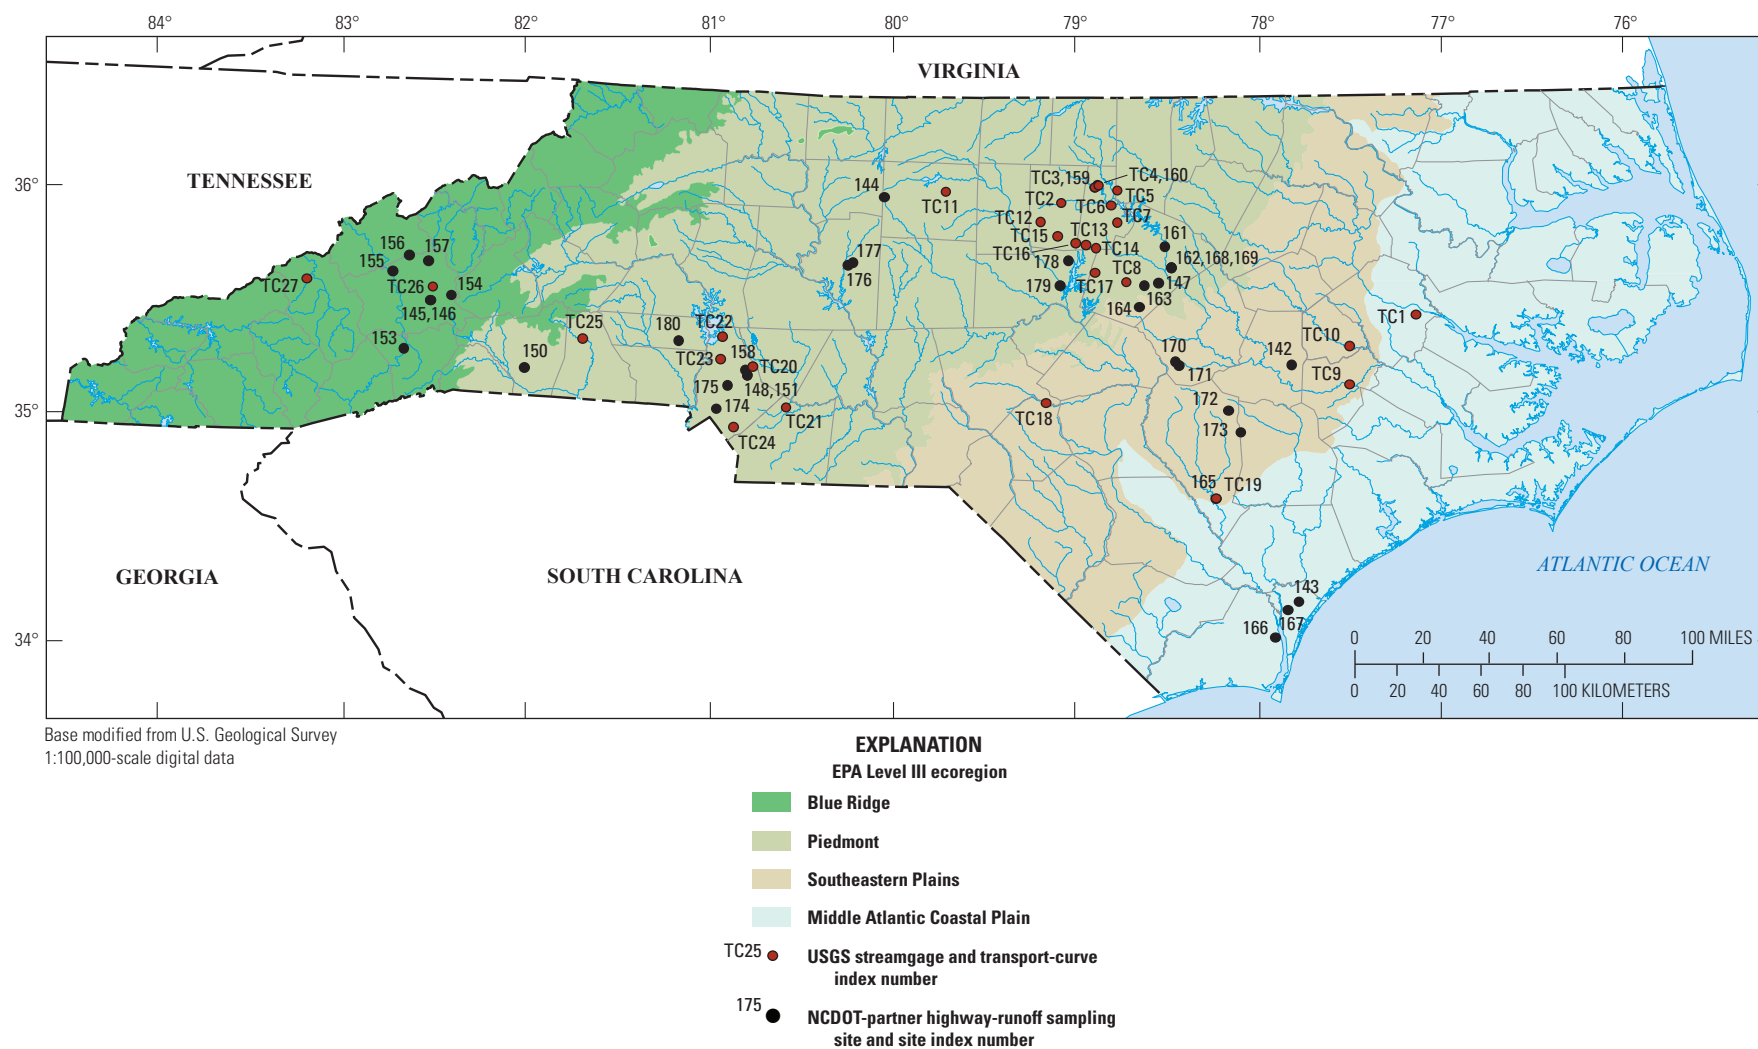 84°
83°
82°
81°
80°
79°
78°
77°
76°
VIRGINIA
36°
TENNESSEE
144
TC11
TC3,159
TC4,160
TC2
TC5
TC6
TC12
TC7
TC15
TC13
TC16
TC14
161
178
TC8
162,168,169
179
TC17
147
163
164
156
157
155
TC27
TC26
154
145,146
153
177
176
TC25
180
TC22
150
TC23
158
TC20
175
148,151
174
TC21
TC24
TC1
TC10
170
142
171
TC9
172
TC18
173
35°
165
TC19
GEORGIA
SOUTH CAROLINA
ATLANTIC OCEAN
143
166
167
34°
0 20 40 60 80 100 MILES
0 20 40 60 80 100 KILOMETERS
Base modified from U.S. Geological Survey
1:100,000-scale digital data
EXPLANATION
EPA Level III ecoregion
Blue Ridge
Piedmont
Southeastern Plains
Middle Atlantic Coastal Plain
TC25 USGS streamgage and transport-curve
index number
175 NCDOT-partner highway-runoff sampling
site and site index number